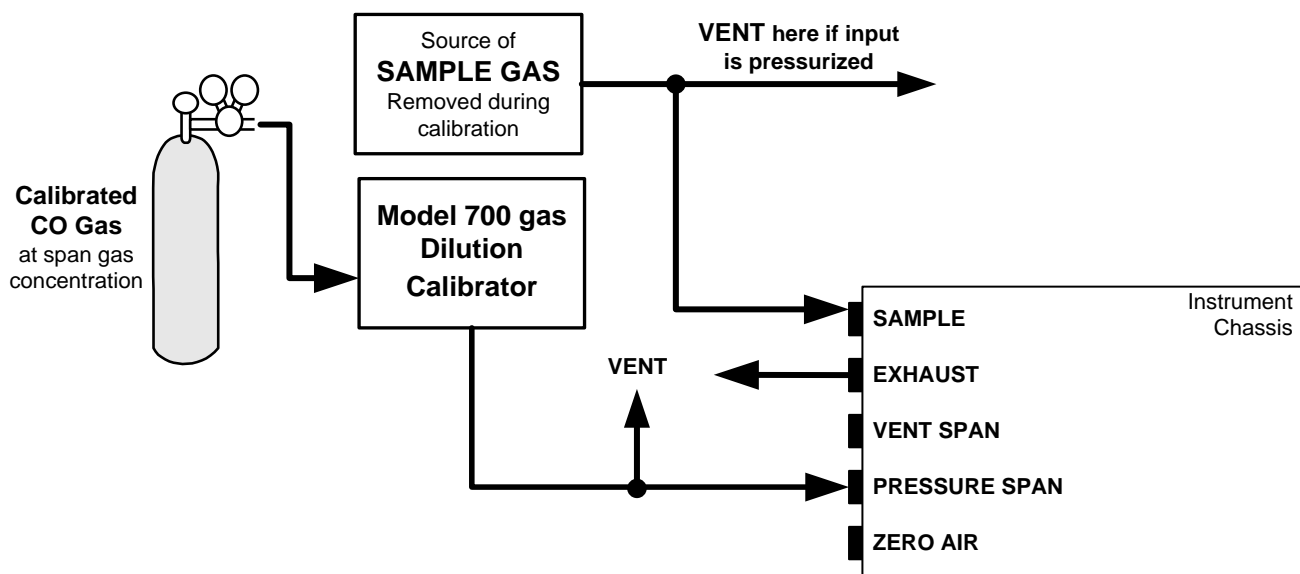 Source of
SAMPLE GAS
Removed during
calibration
VENT here if input
is pressurized
Calibrated
CO Gas
at span gas
concentration
Model 700 gas
Dilution
Calibrator
VENT
Instrument
Chassis
SAMPLE
EXHAUST
VENT SPAN
PRESSURE SPAN
ZERO AIR